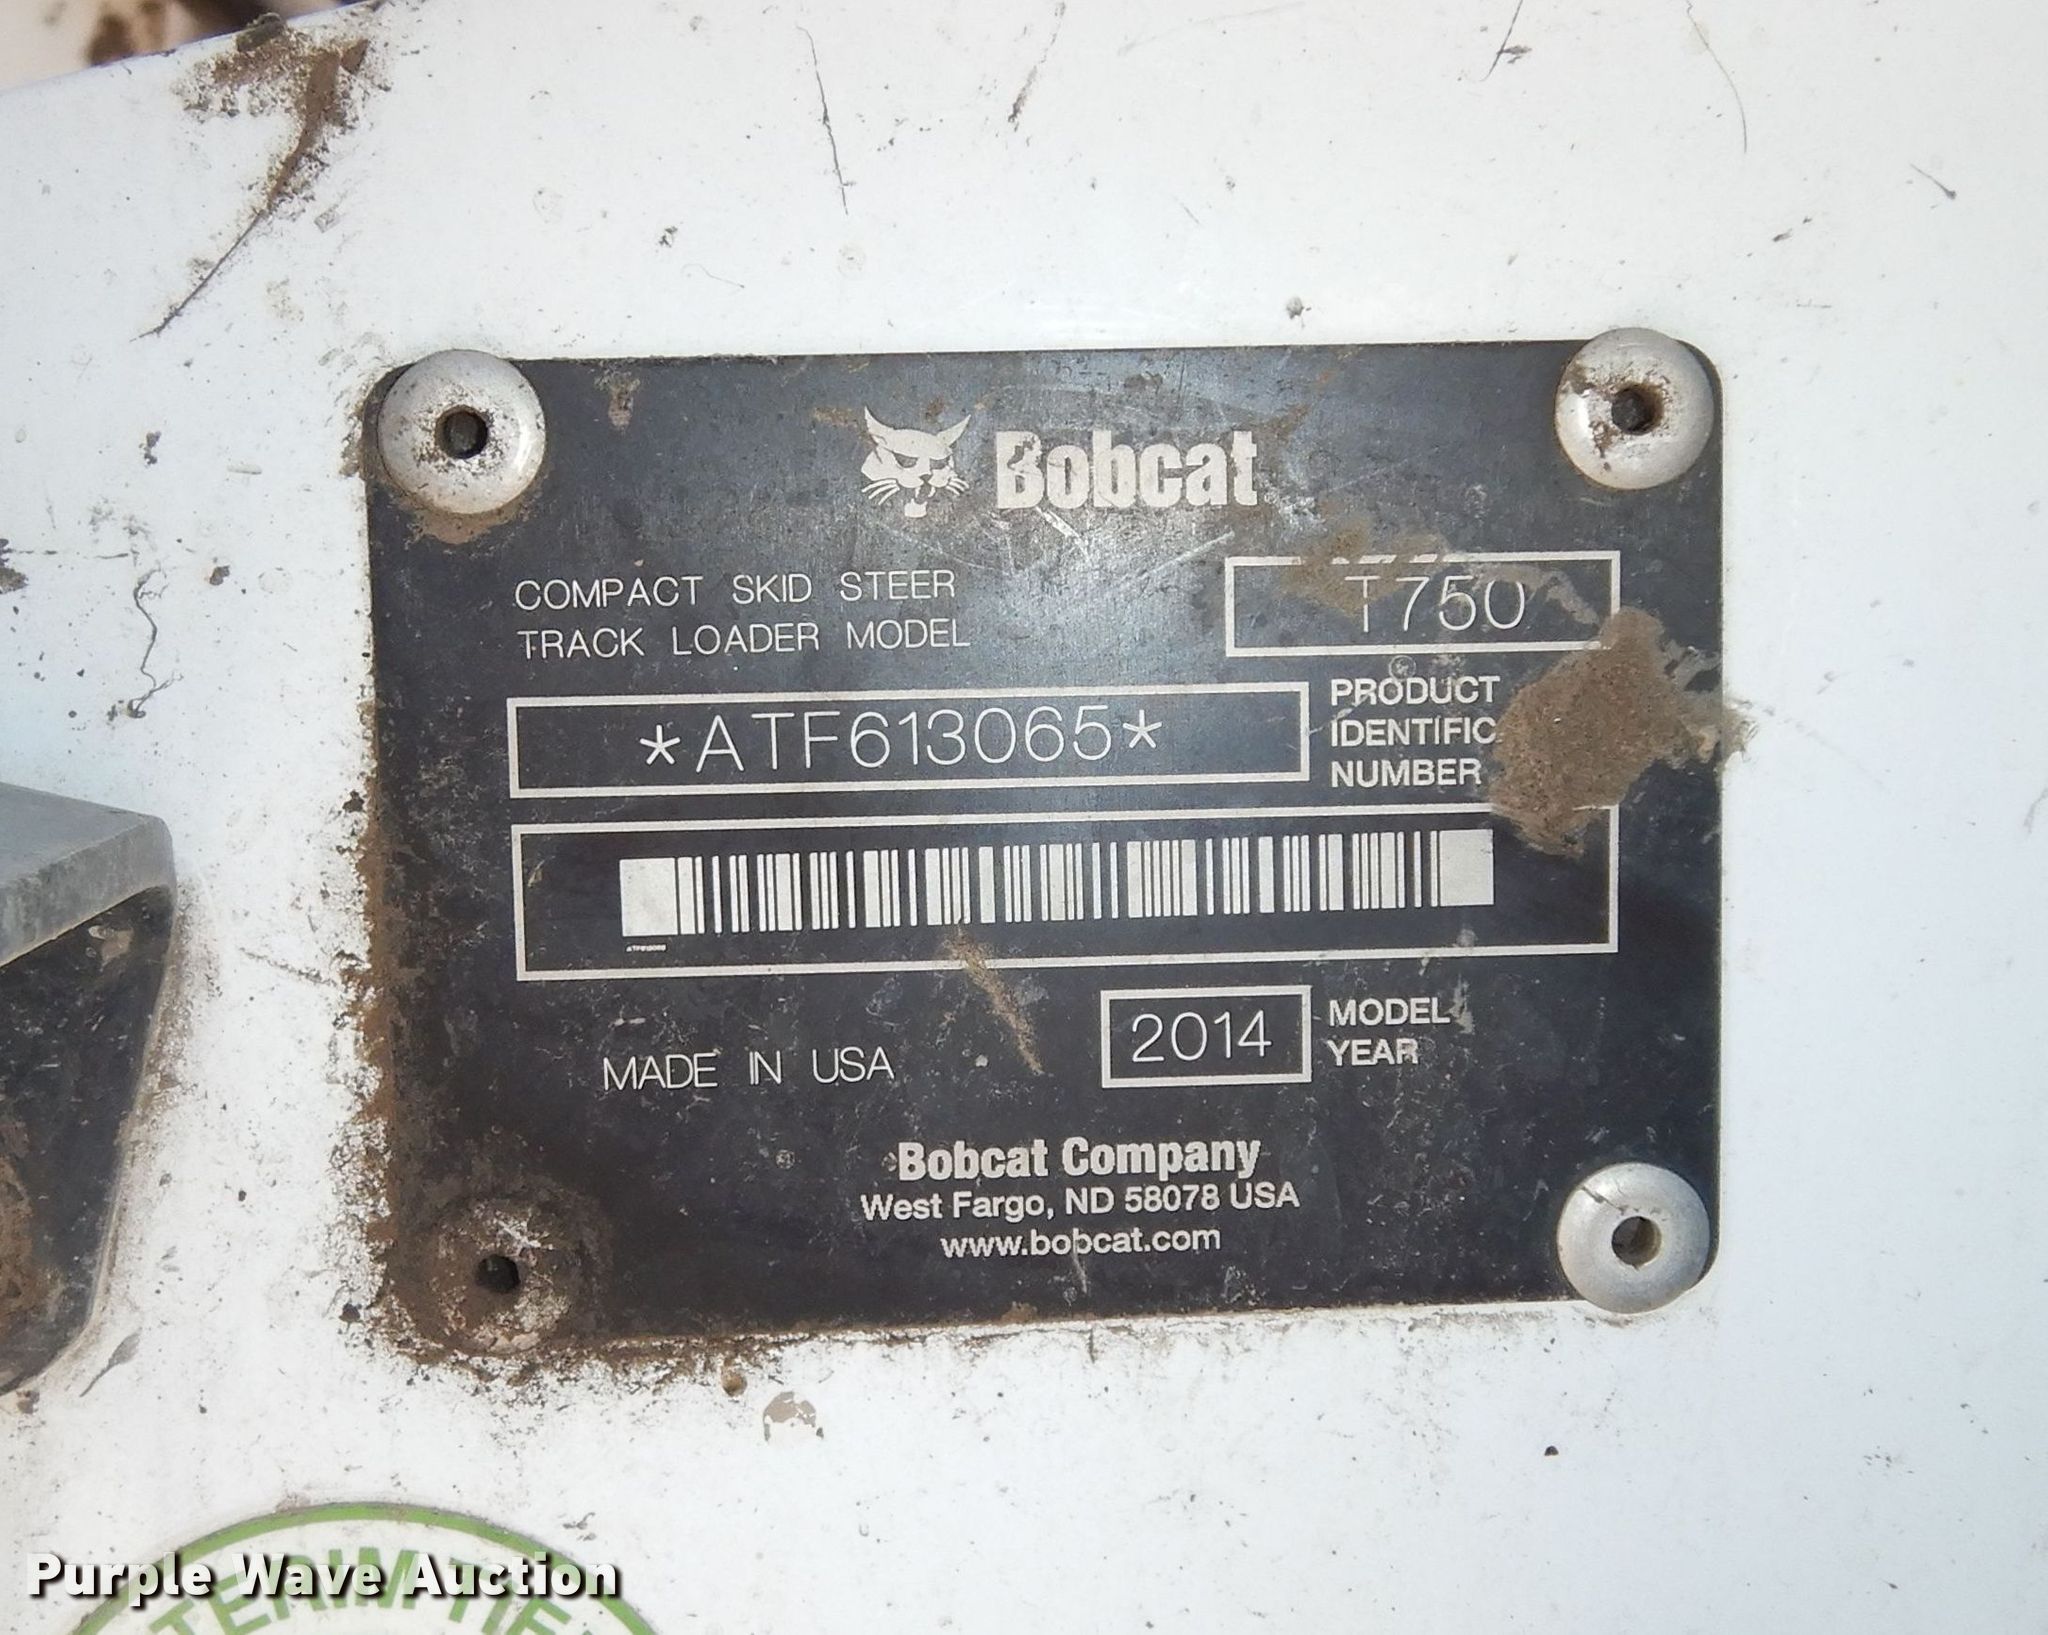 Bobcat
COMPACT SKID STEER
TRACK LOADER MODEL
T750
*ATF613065*
PRODUCT
IDENTIFIC
NUMBER
ATF613065
MADE IN USA
2014
MODEL
YEAR
Bobcat Company
West Fargo, ND 58078 USA
www.bobcat.com
Purple Wave Auction